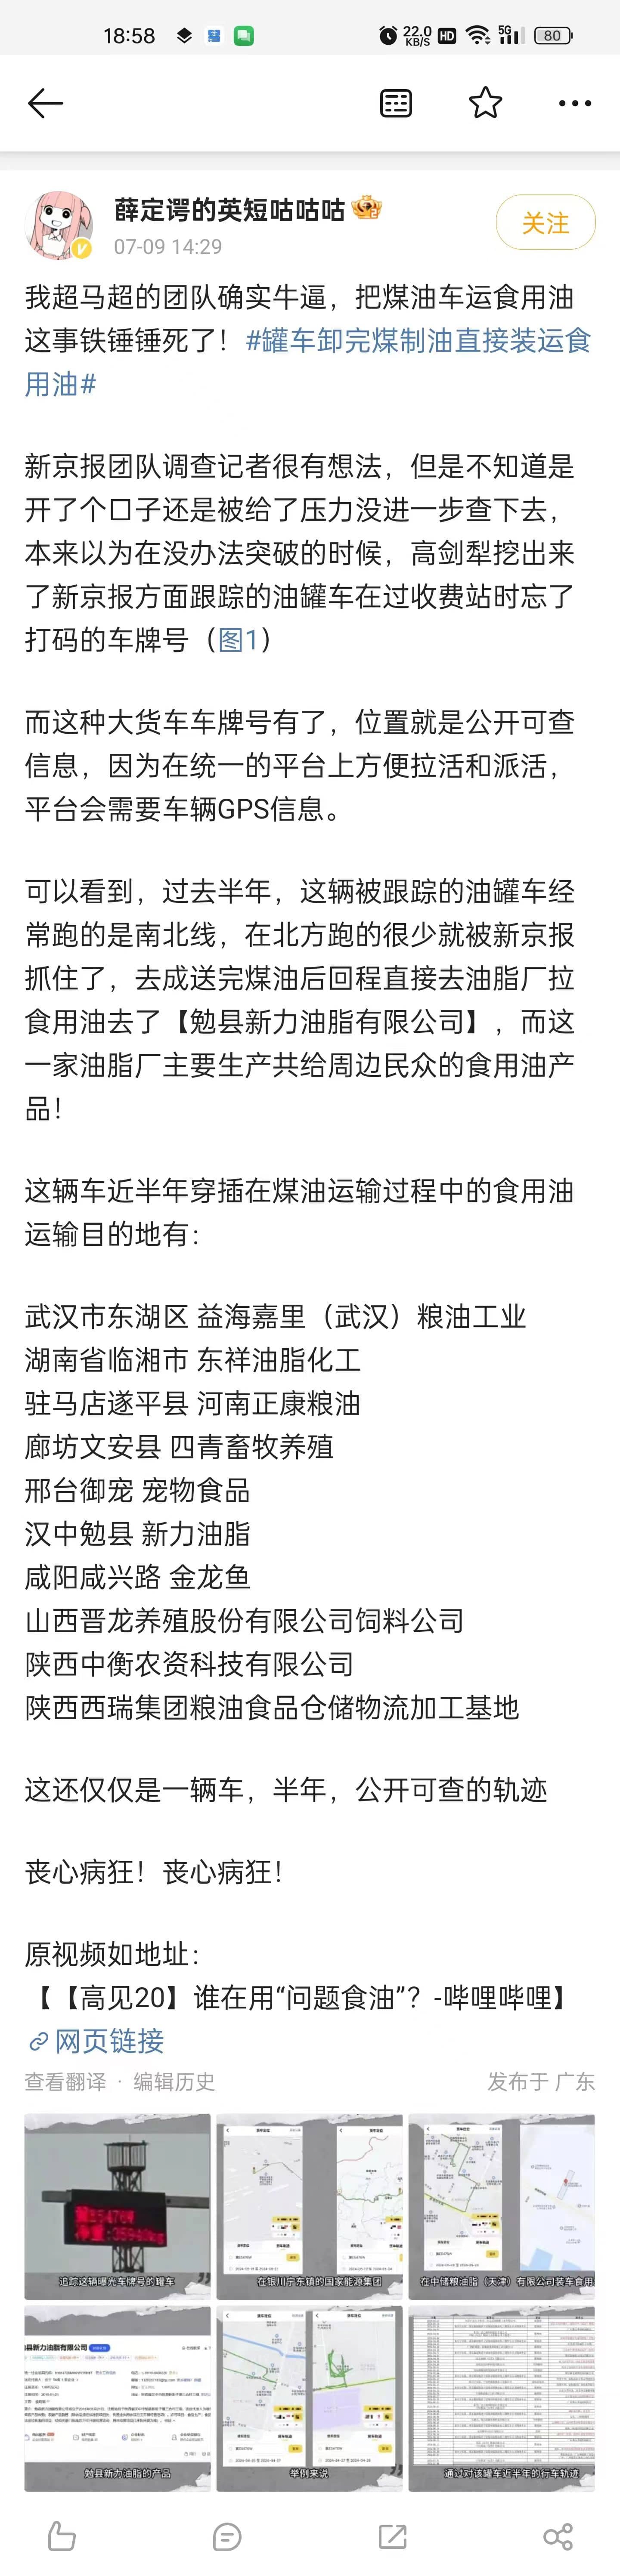 18:58
22.0
KB/S
HD
5G
80
薛定谔的英短咕咕咕
07-09 14:29
关注
我超马超的团队确实牛逼，把煤油车运食用油
这事铁锤锤死了！#罐车卸完煤制油直接装运食
用油#
新京报团队调查记者很有想法，但是不知道是
开了个口子还是被给了压力没进一步查下去，
本来以为在没办法突破的时候，高剑犁挖出来
了新京报方面跟踪的油罐车在过收费站时忘了
打码的车牌号（图1）
而这种大货车车牌号有了，位置就是公开可查
信息，因为在统一的平台上方便拉活和派活，
平台会需要车辆GPS信息。
可以看到，过去半年，这辆被跟踪的油罐车经
常跑的是南北线，在北方跑的很少就被新京报
抓住了，去成送完煤油后回程直接去油脂厂拉
食用油去了【勉县新力油脂有限公司】，而这
一家油脂厂主要生产共给周边民众的食用油产
品！
这辆车近半年穿插在煤油运输过程中的食用油
运输目的地有：
武汉市东湖区 益海嘉里（武汉）粮油工业
湖南省临湘市 东祥油脂化工
驻马店遂平县 河南正康粮油
廊坊文安县 四青畜牧养殖
邢台御宠 宠物食品
汉中勉县 新力油脂
咸阳咸兴路 金龙鱼
山西晋龙养殖股份有限公司饲料公司
陕西中衡农资科技有限公司
陕西西瑞集团粮油食品仓储物流加工基地
这还仅仅是一辆车，半年，公开可查的轨迹
丧心病狂！丧心病狂！
原视频如地址：
【【高见20】谁在用“问题食油”？-哔哩哔哩】
网页链接
查看翻译 · 编辑历史
发布于 广东
追踪这辆曝光车牌号的罐车
在银川宁东镇的国家能源集团
在中储粮油脂（天津）有限公司装车食用
县新力油脂有限公司
勉县新力油脂的产品
举例来说
通过对该罐车近半年的行车轨迹